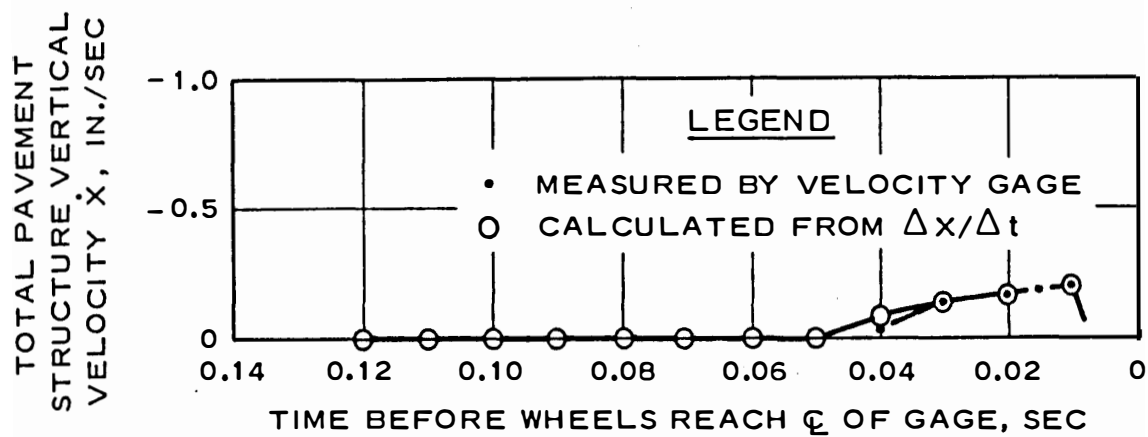 TOTAL PAVEMENT
STRUCTURE VERTICAL
VELOCITY Ẋ, IN./SEC
-1.0
-0.5
0
LEGEND
MEASURED BY VELOCITY GAGE
CALCULATED FROM Δx/Δt
0.14 0.12 0.10 0.08 0.06 0.04 0.02 0
TIME BEFORE WHEELS REACH ℄ OF GAGE, SEC